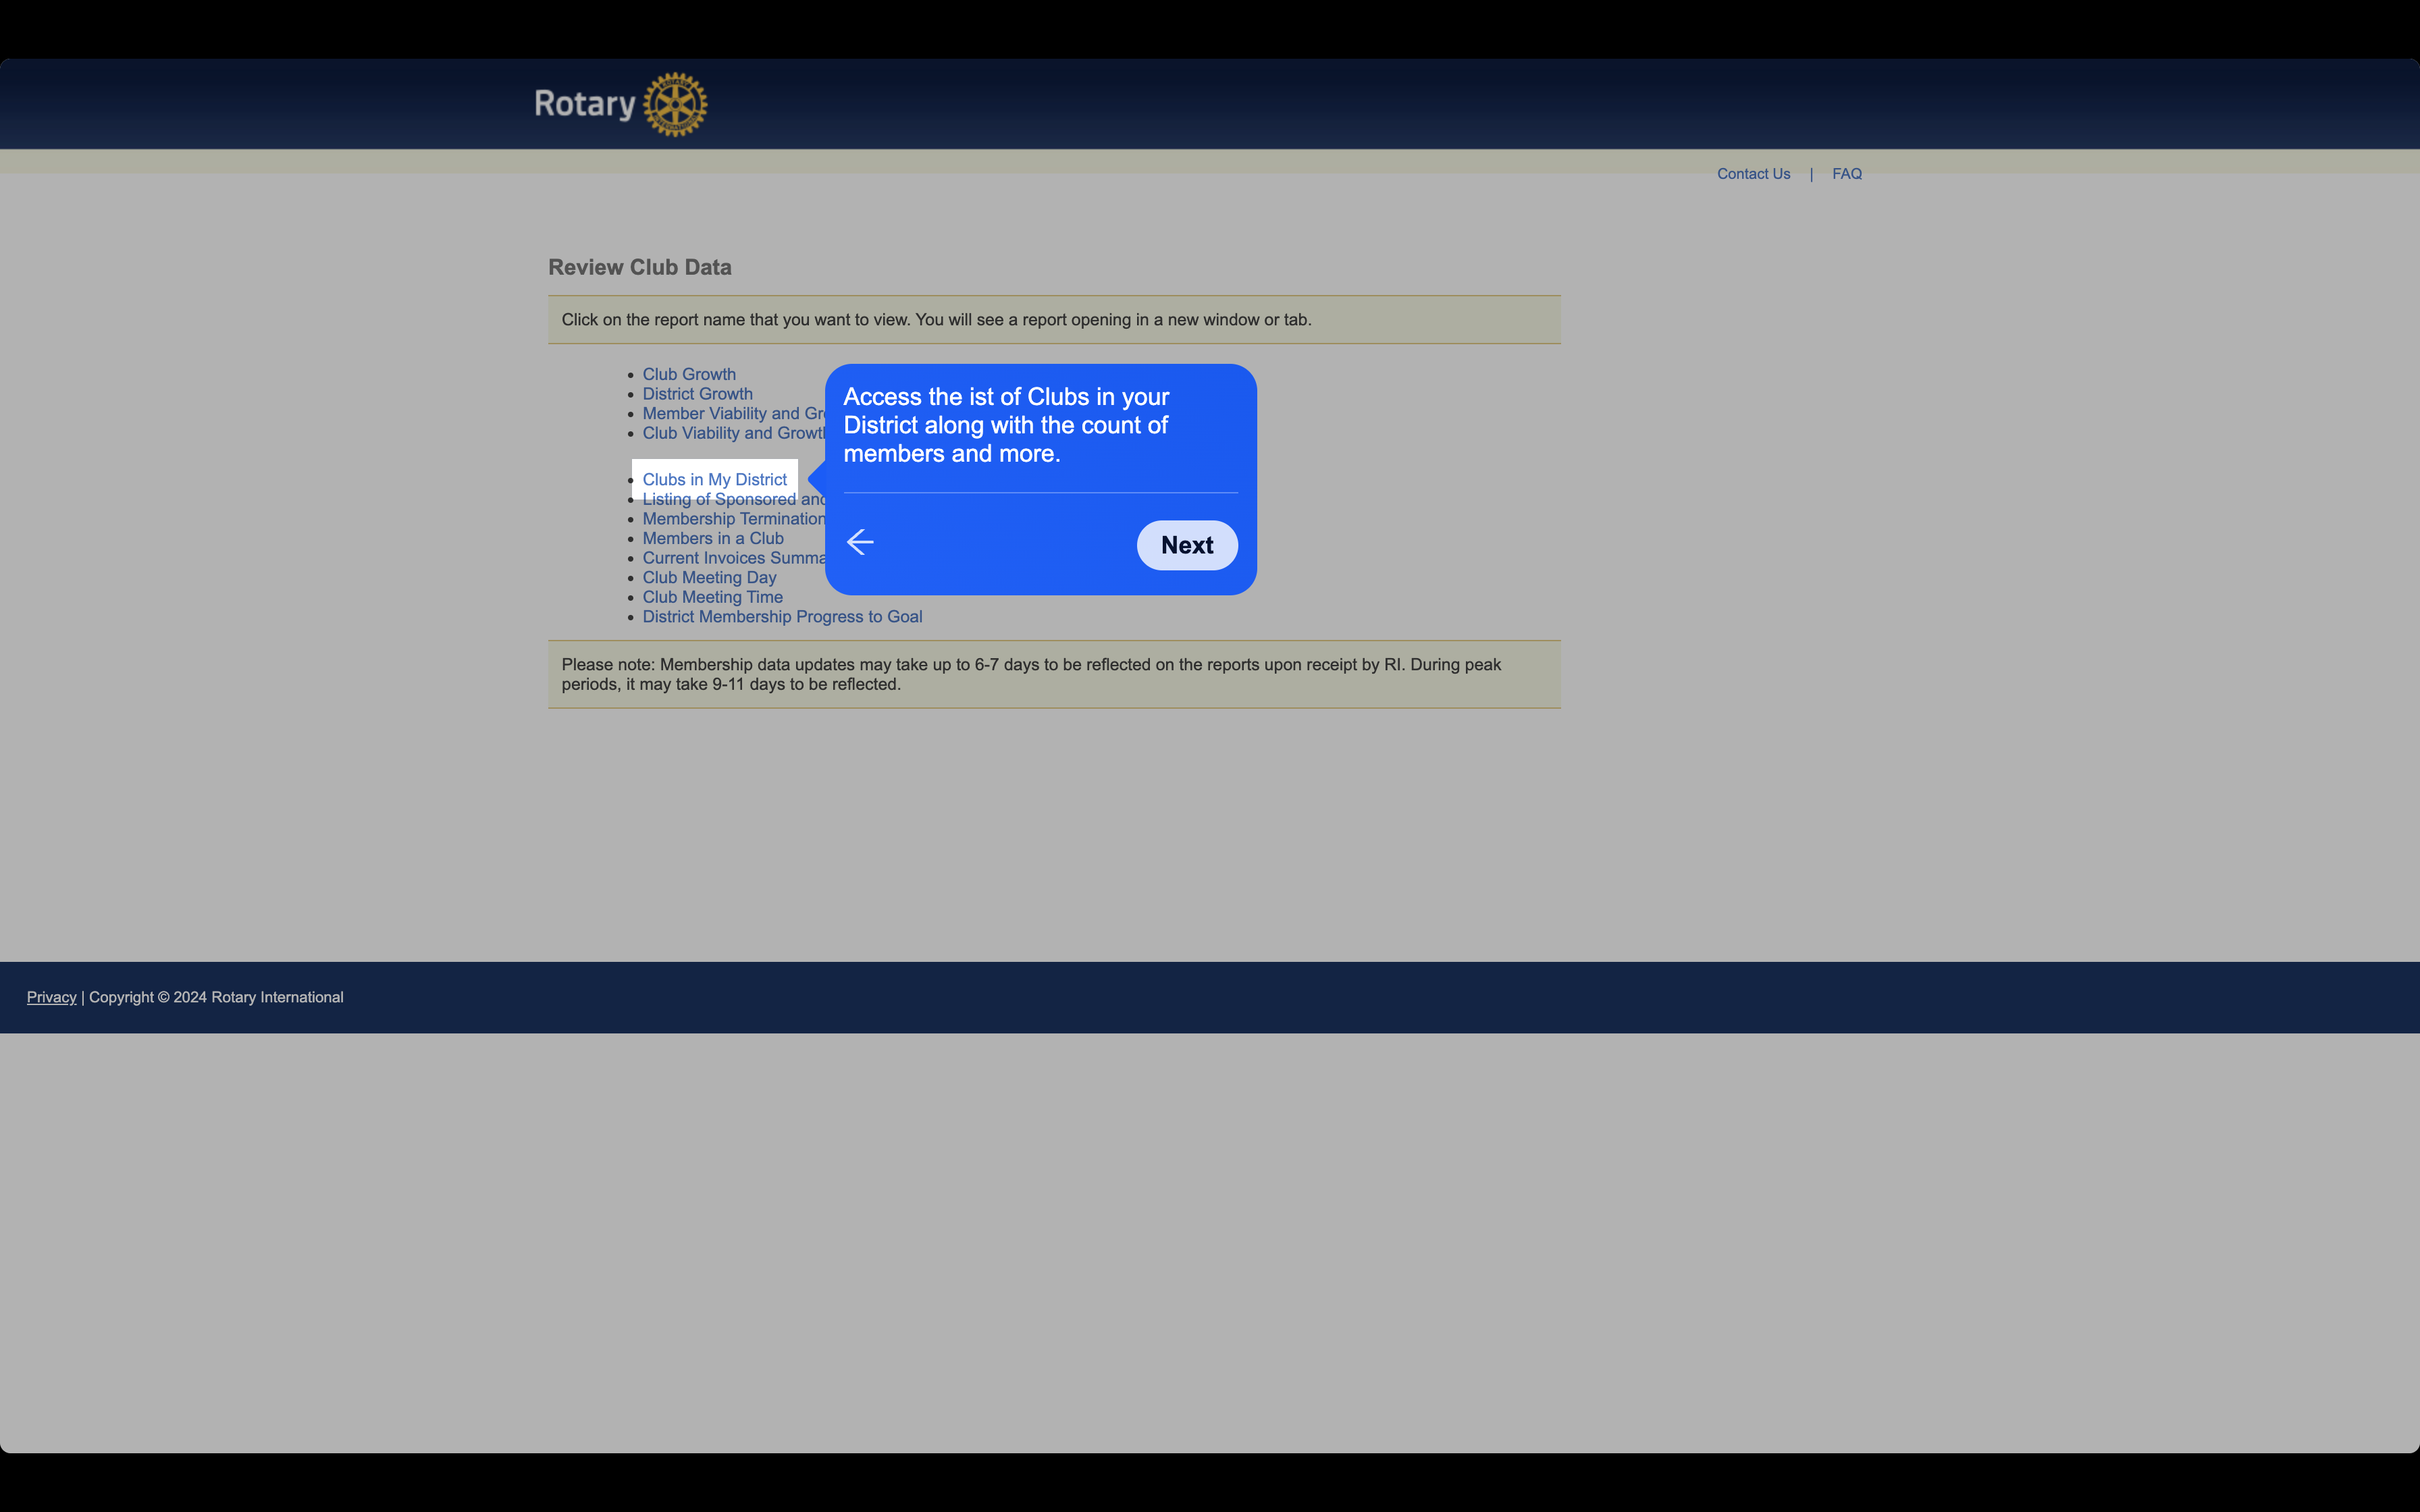 Rotary
Contact Us | FAQ
Review Club Data
Click on the report name that you want to view. You will see a report opening in a new window or tab.
Club Growth
District Growth
Member Viability and Gro
Club Viability and Growth
Clubs in My District
Listing of Sponsored and
Membership Termination
Members in a Club
Current Invoices Summa
Club Meeting Day
Club Meeting Time
District Membership Progress to Goal
Access the ist of Clubs in your
District along with the count of
members and more.
Next
Please note: Membership data updates may take up to 6-7 days to be reflected on the reports upon receipt by RI. During peak
periods, it may take 9-11 days to be reflected.
Privacy | Copyright © 2024 Rotary International